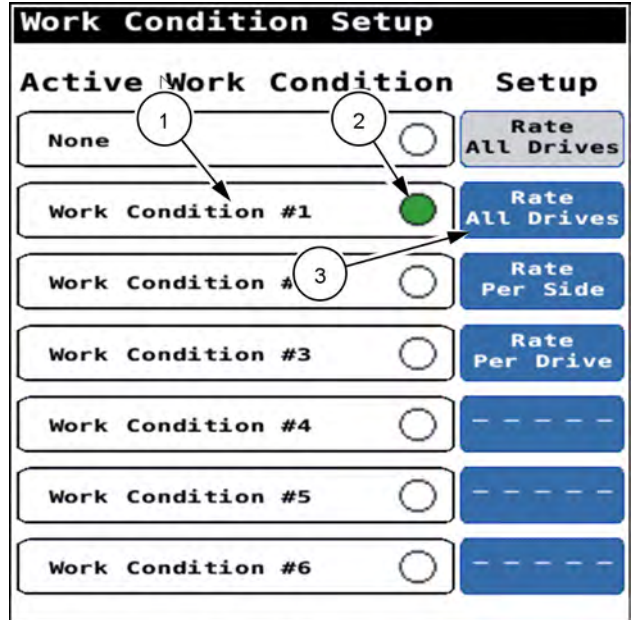 Work Condition Setup
Active Work Condition Setup
1
2
None
Rate
All Drives
Work Condition #1
Rate
All Drives
3
Work Condition #
Rate
Per Side
Work Condition #3
Rate
Per Drive
Work Condition #4
- - - - -
Work Condition #5
- - - - -
Work Condition #6
- - - - -